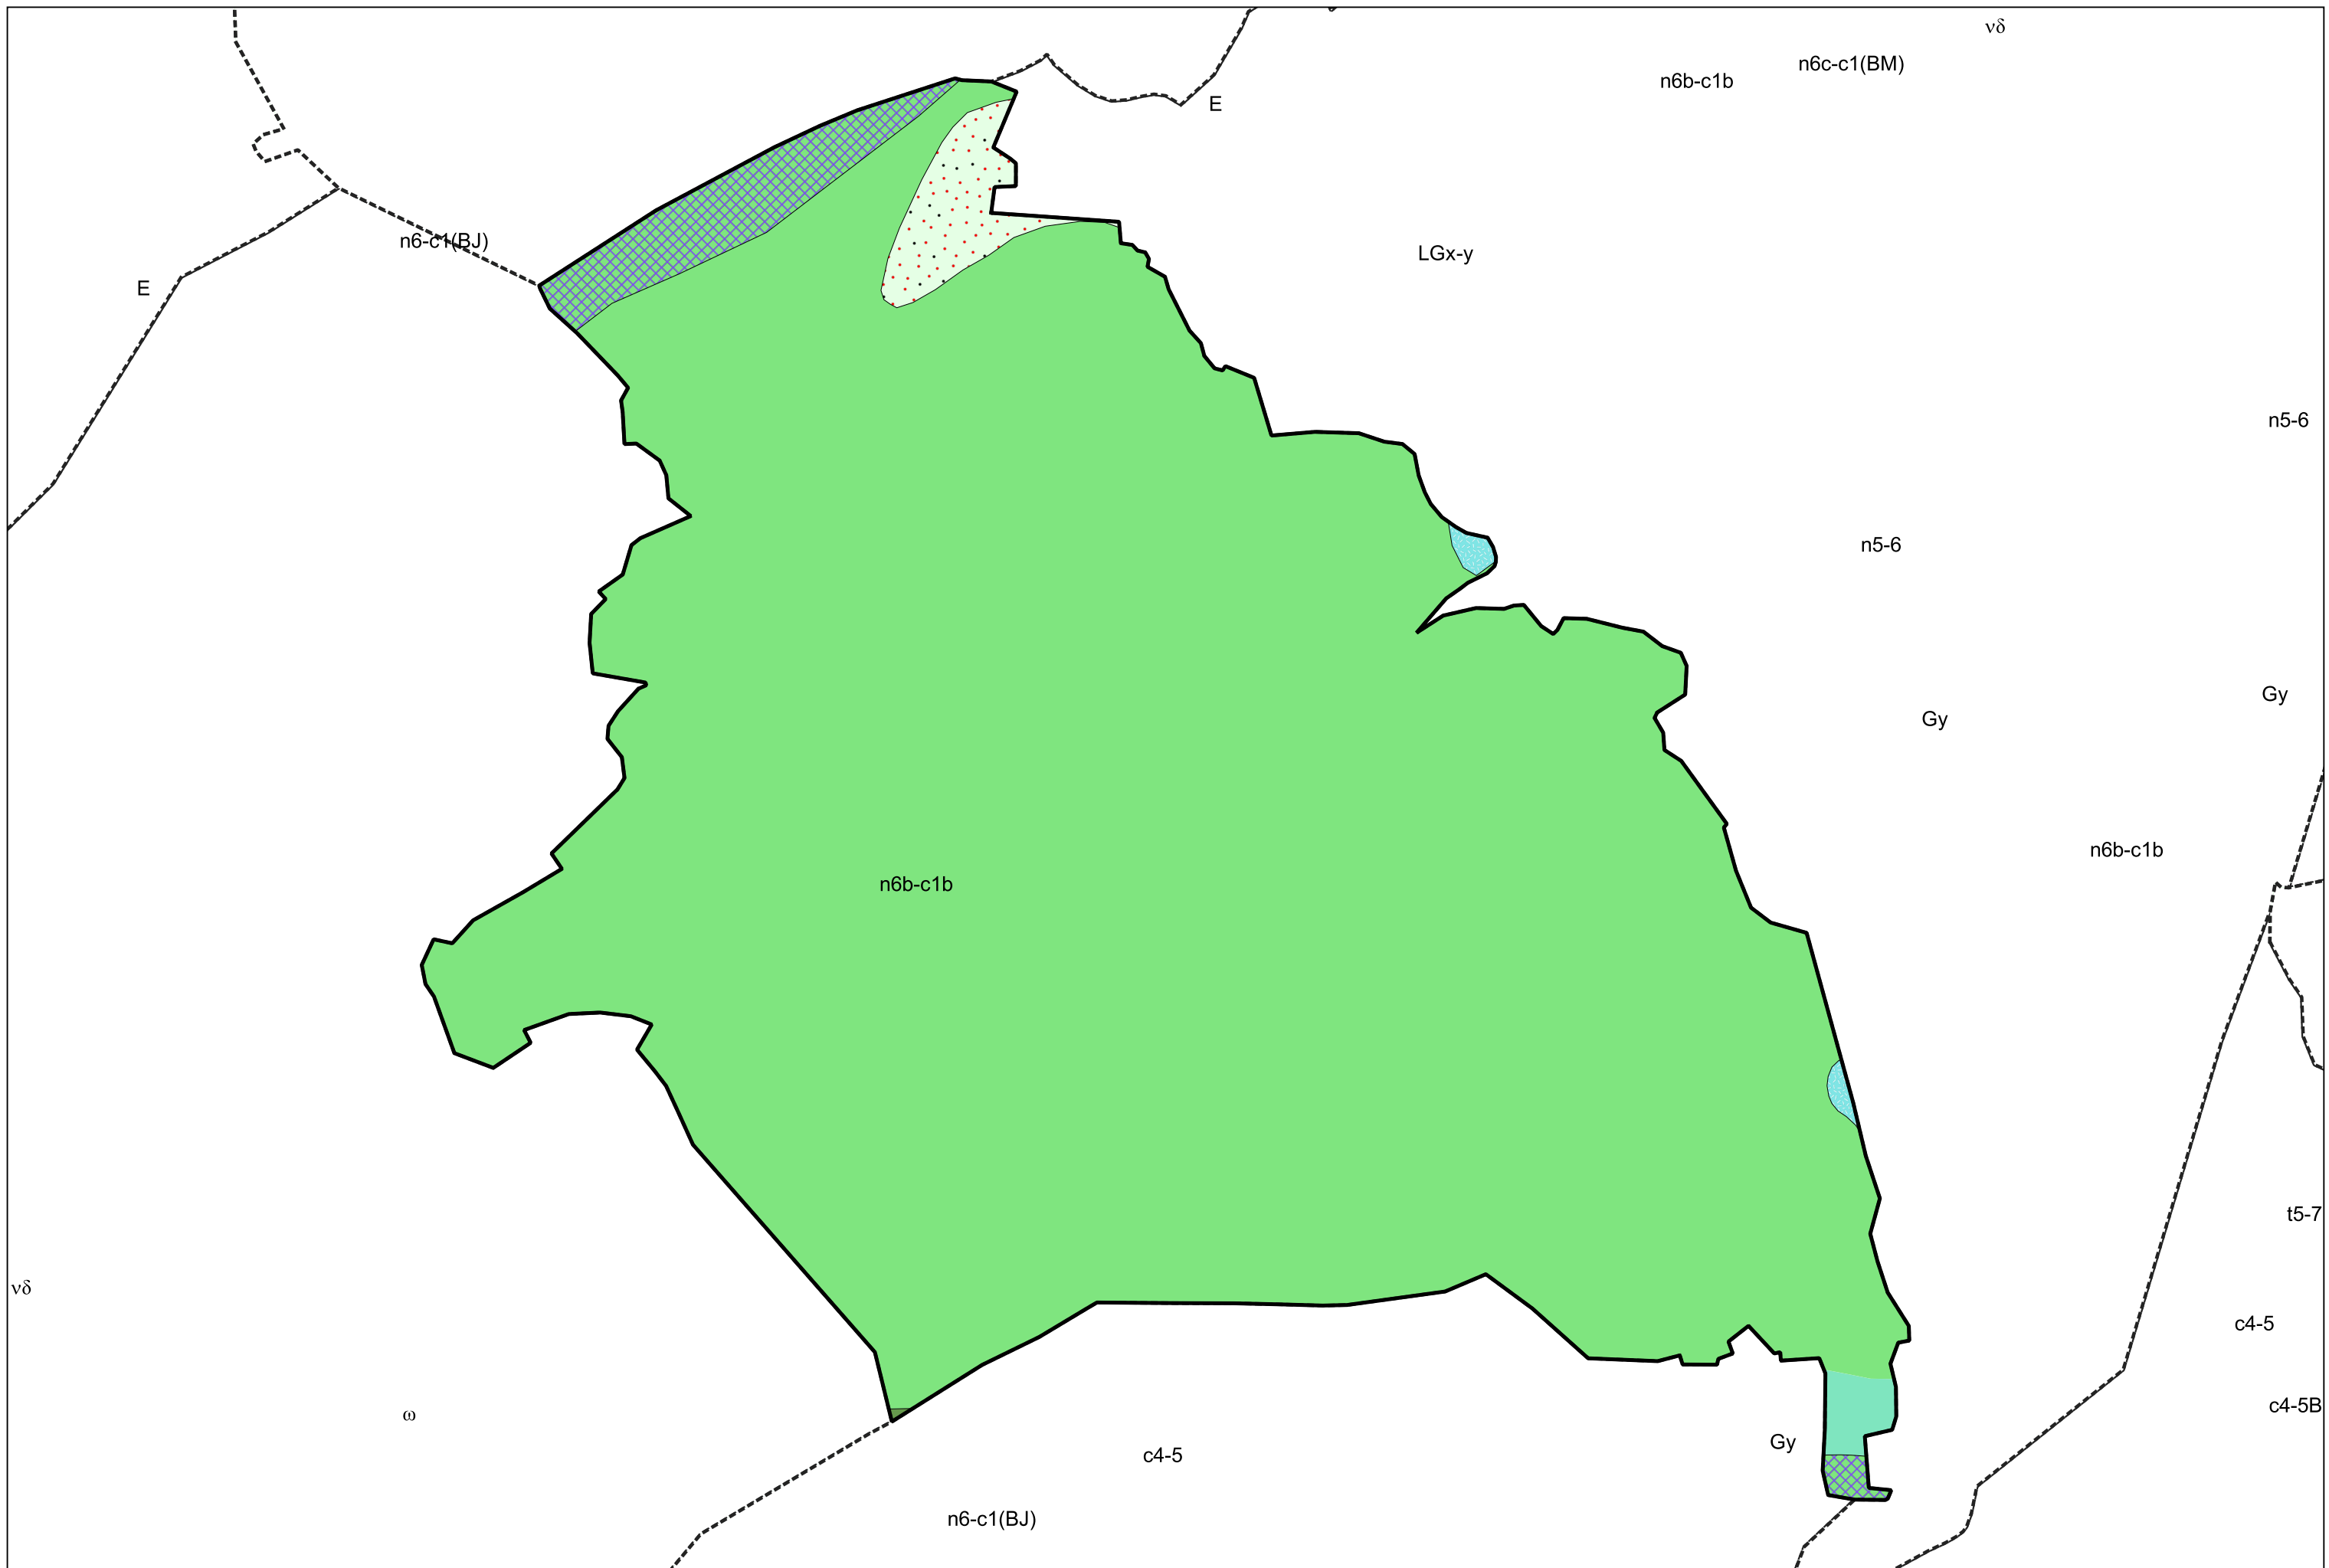 νδ
n6c-c1(BM)
n6b-c1b
E
n6-c1(BJ)
LGx-y
E
n5-6
n5-6
Gy
Gy
n6b-c1b
n6b-c1b
t5-7
νδ
c4-5
c4-5B
ω
Gy
c4-5
n6-c1(BJ)